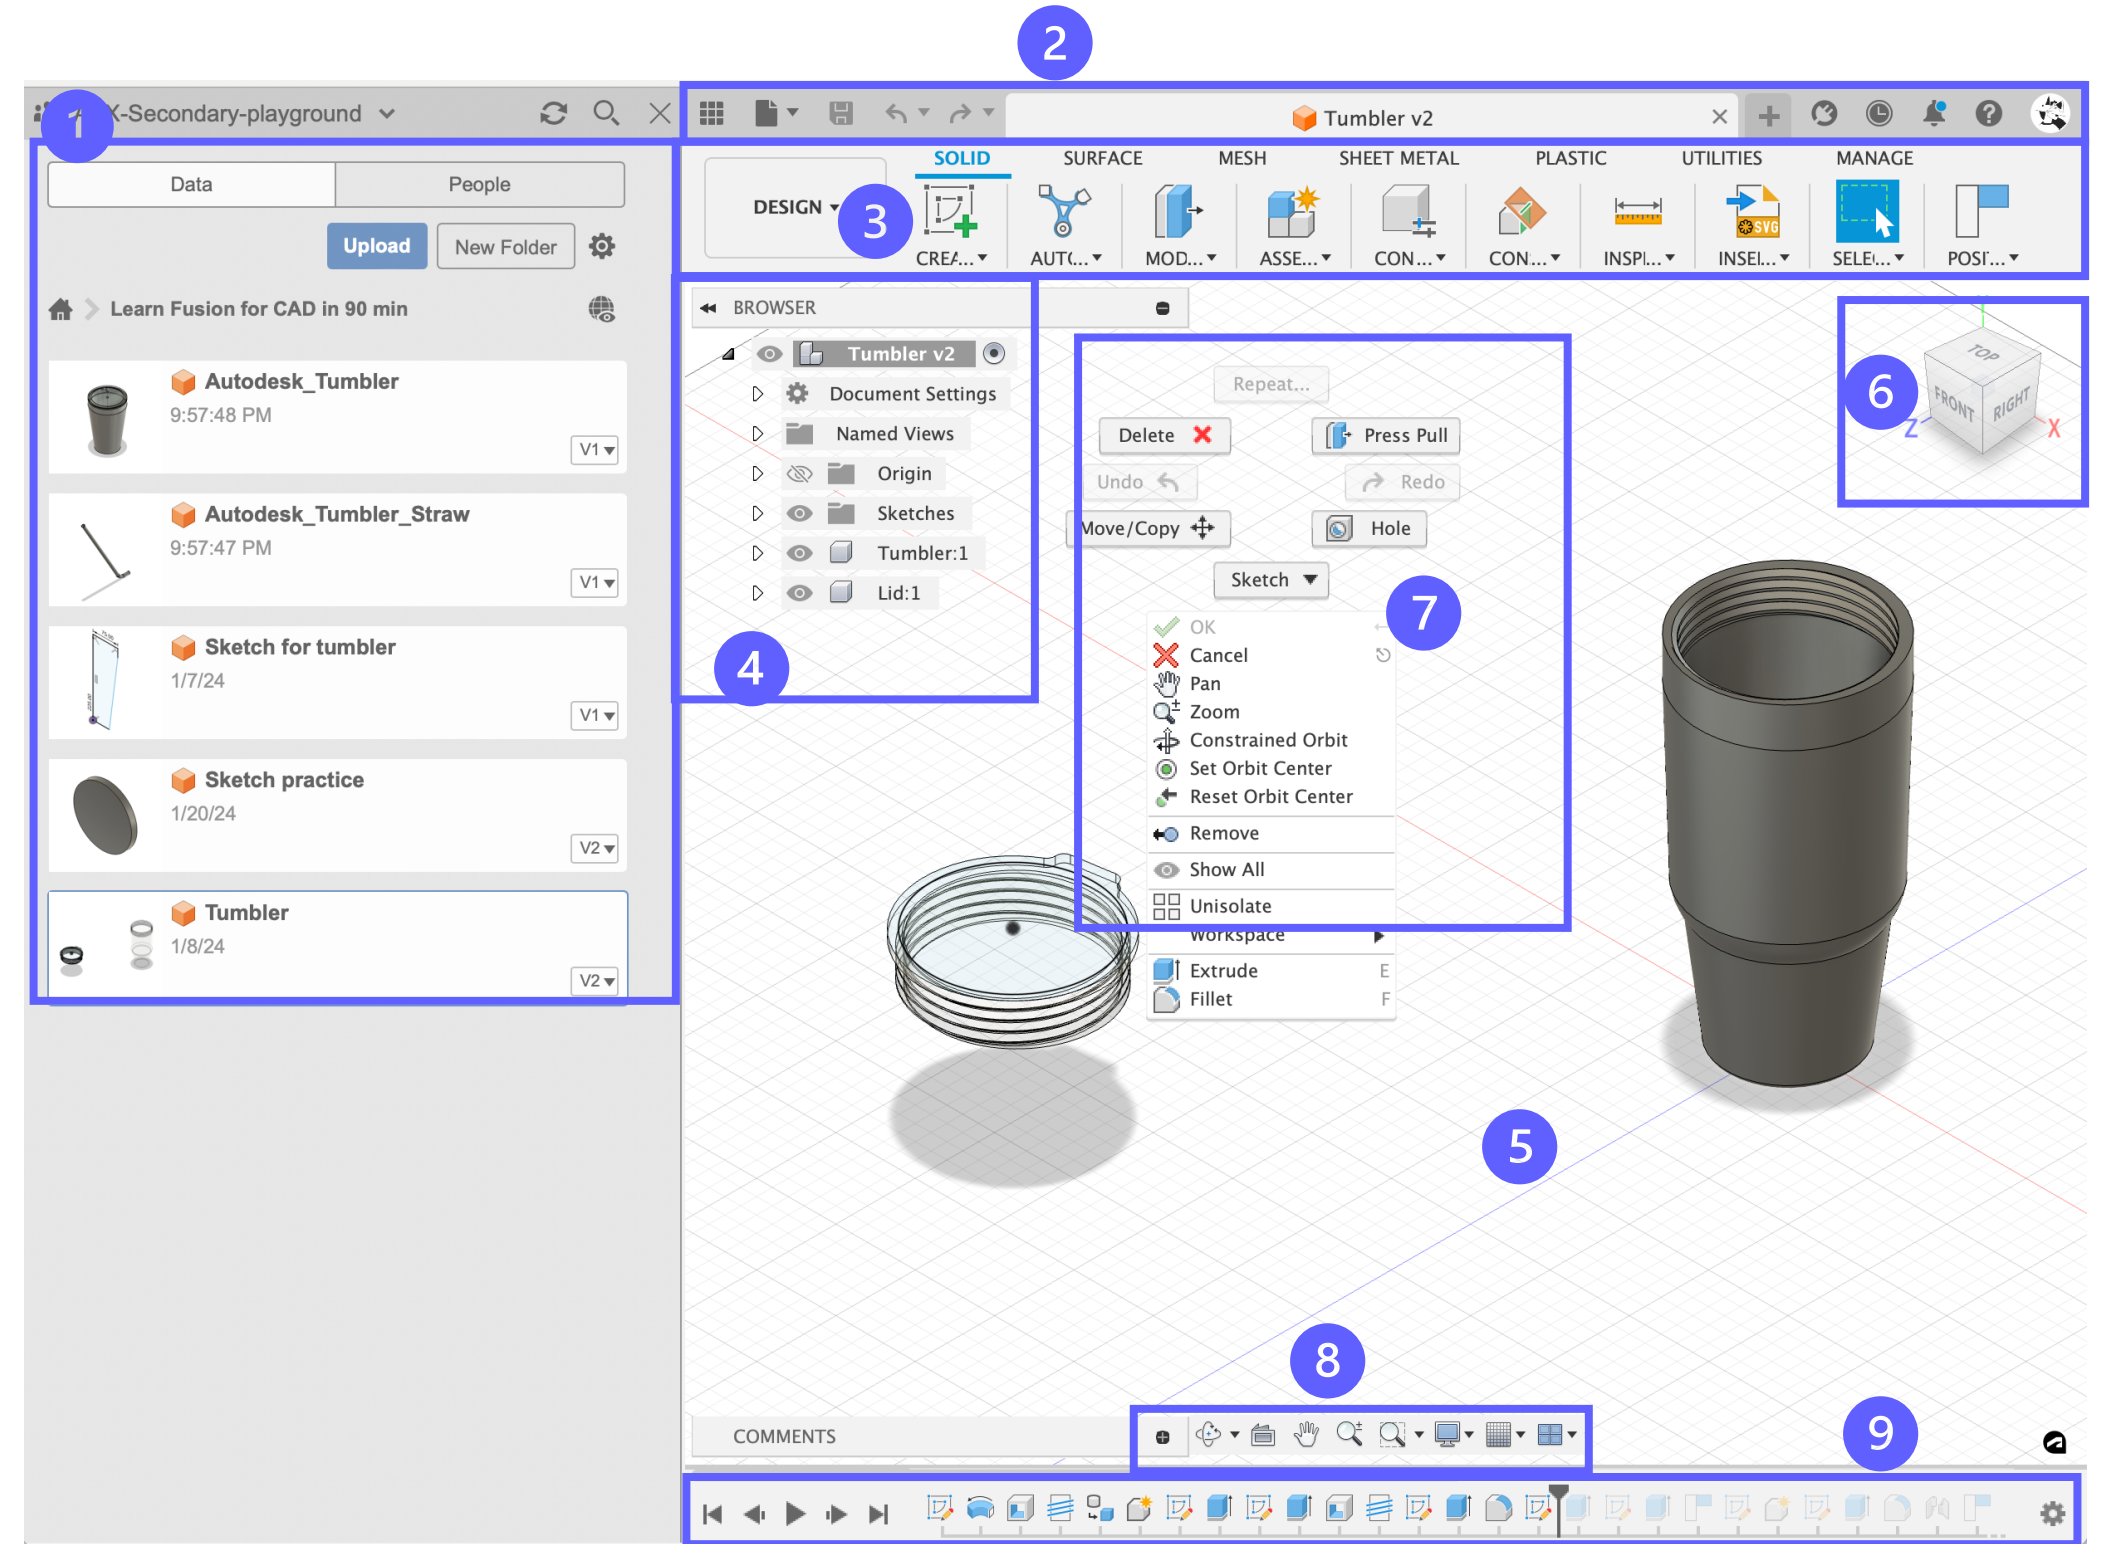 2
1
X-Secondary-playground
Tumbler v2
Data
People
Upload
New Folder
Learn Fusion for CAD in 90 min
Autodesk_Tumbler
9:57:48 PM
V1
Autodesk_Tumbler_Straw
9:57:47 PM
V1
Sketch for tumbler
1/7/24
V1
Sketch practice
1/20/24
V2
Tumbler
1/8/24
V2
SOLID
SURFACE
MESH
SHEET METAL
PLASTIC
UTILITIES
MANAGE
DESIGN
3
SVG
CREA...
AUT(...
MOD...
ASSE...
CON...
CON...
INSP...
INSE...
SELE...
POSI...
BROWSER
Tumbler v2
Document Settings
Named Views
Origin
Sketches
Tumbler:1
Lid:1
4
Repeat...
Delete
Press Pull
Undo
Redo
Move/Copy
Hole
Sketch
7
OK
Cancel
Pan
Zoom
Constrained Orbit
Set Orbit Center
Reset Orbit Center
Remove
Show All
Unisolate
Workspace
Extrude E
Fillet F
6
TOP
FRONT
RIGHT
Z
X
5
8
COMMENTS
9